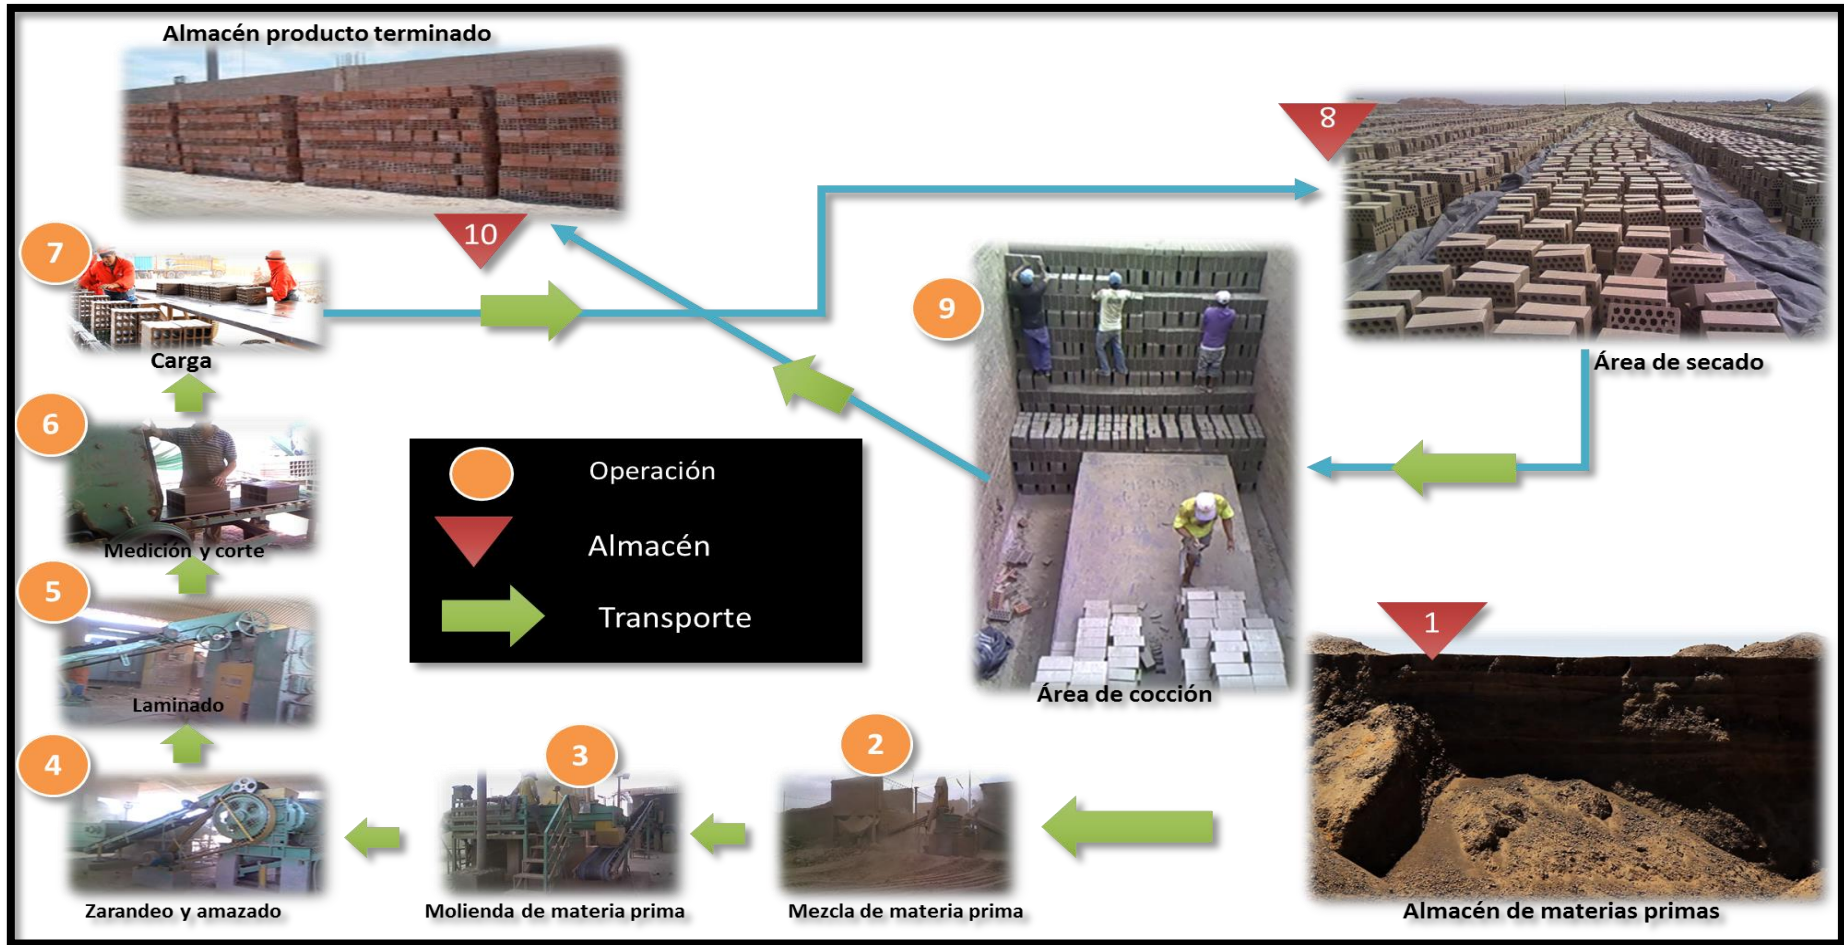 Almacén producto terminado
8
10
7
9
Área de secado
Carga
6
Operación
Almacén
Medición y corte
5
Transporte
1
Área de cocción
Laminado
4
3
2
Zarandeo y amazado
Molienda de materia prima
Mezcla de materia prima
Almacén de materias primas